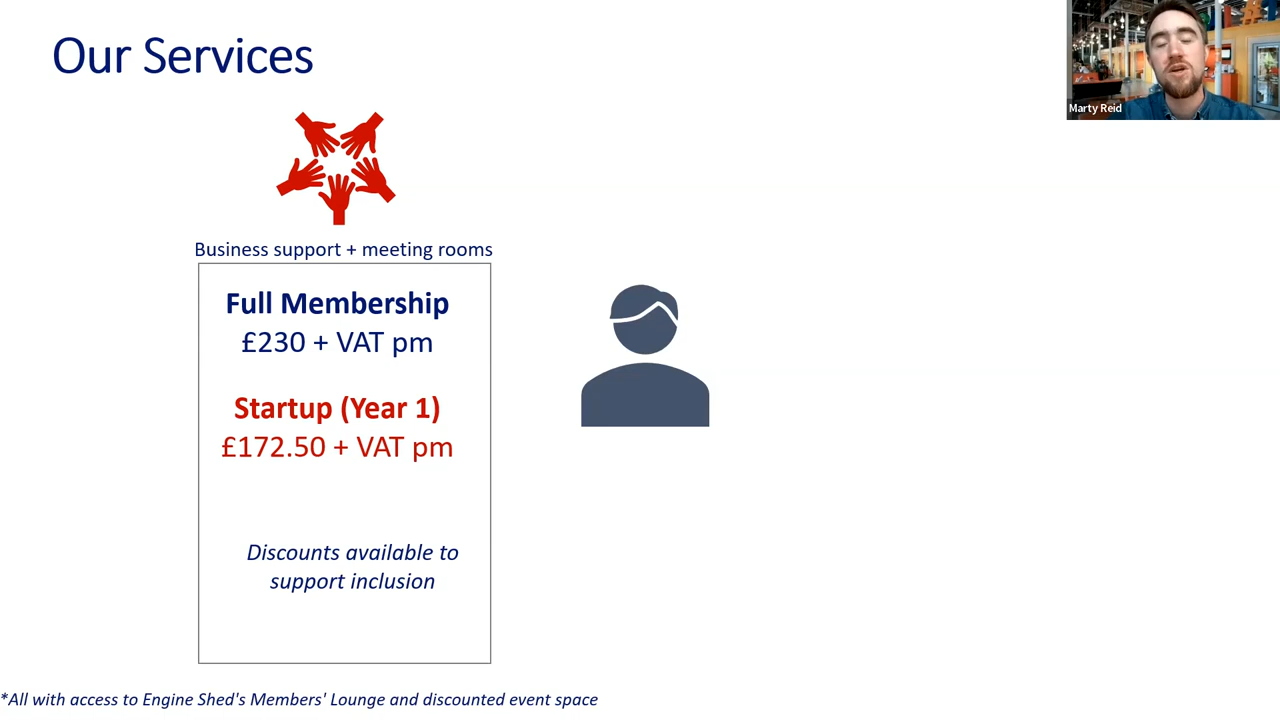 Our Services
Marty Reid
Business support + meeting rooms
Full Membership
£230 + VAT pm
Startup (Year 1)
£172.50 + VAT pm
Discounts available to
support inclusion
*All with access to Engine Shed's Members' Lounge and discounted event space